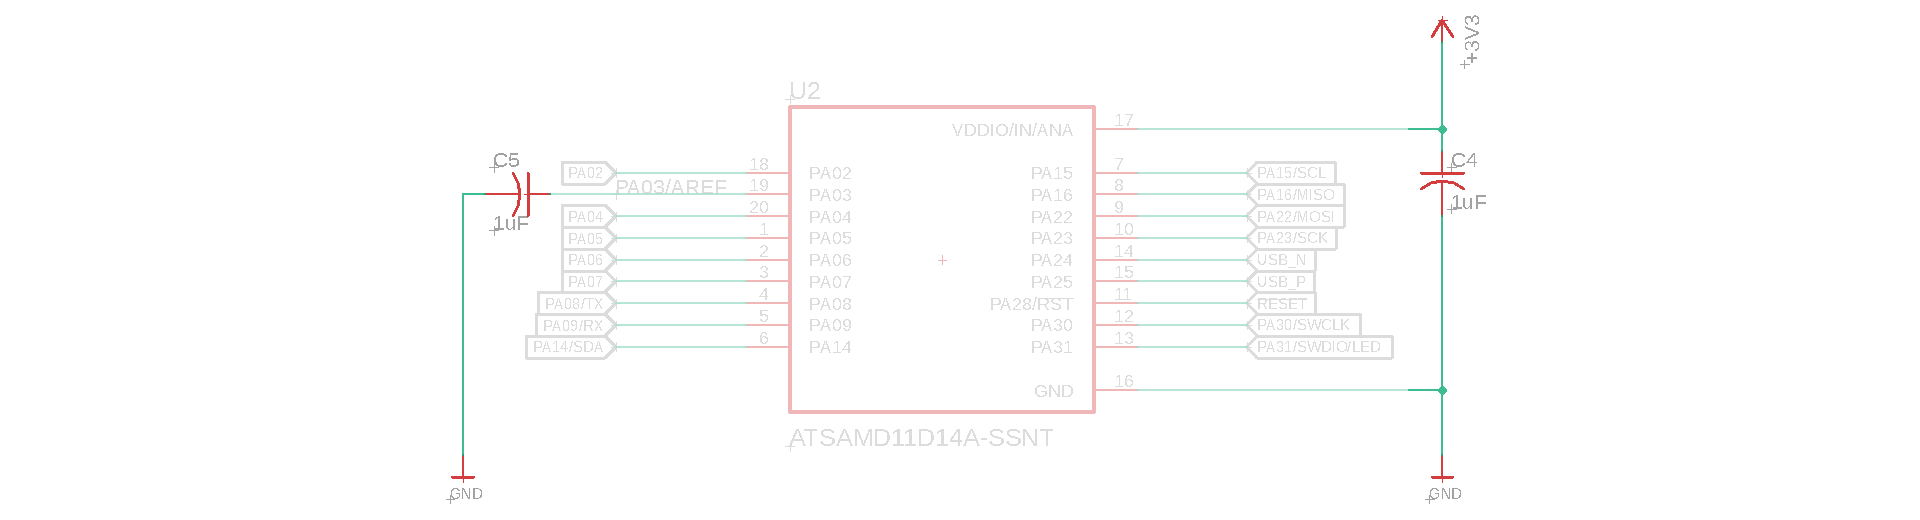 +3V3
U2
VDDIO/IN/ANA 17
C5
C4
PA02 18 PA02 PA15 7 PA15/SCL
PA03/AREF 19 PA03 PA16 8 PA16/MISO
1uF
1uF
PA04 20 PA04 PA22 9 PA22/MOSI
PA05 1 PA05 PA23 10 PA23/SCK
PA06 2 PA06 PA24 14 USB_N
PA07 3 PA07 PA25 15 USB_P
PA08/TX 4 PA08 PA28/RST 11 RESET
PA09/RX 5 PA09 PA30 12 PA30/SWCLK
PA14/SDA 6 PA14 PA31 13 PA31/SWDIO/LED
GND 16
ATSAMD11D14A-SSNT
GND
GND